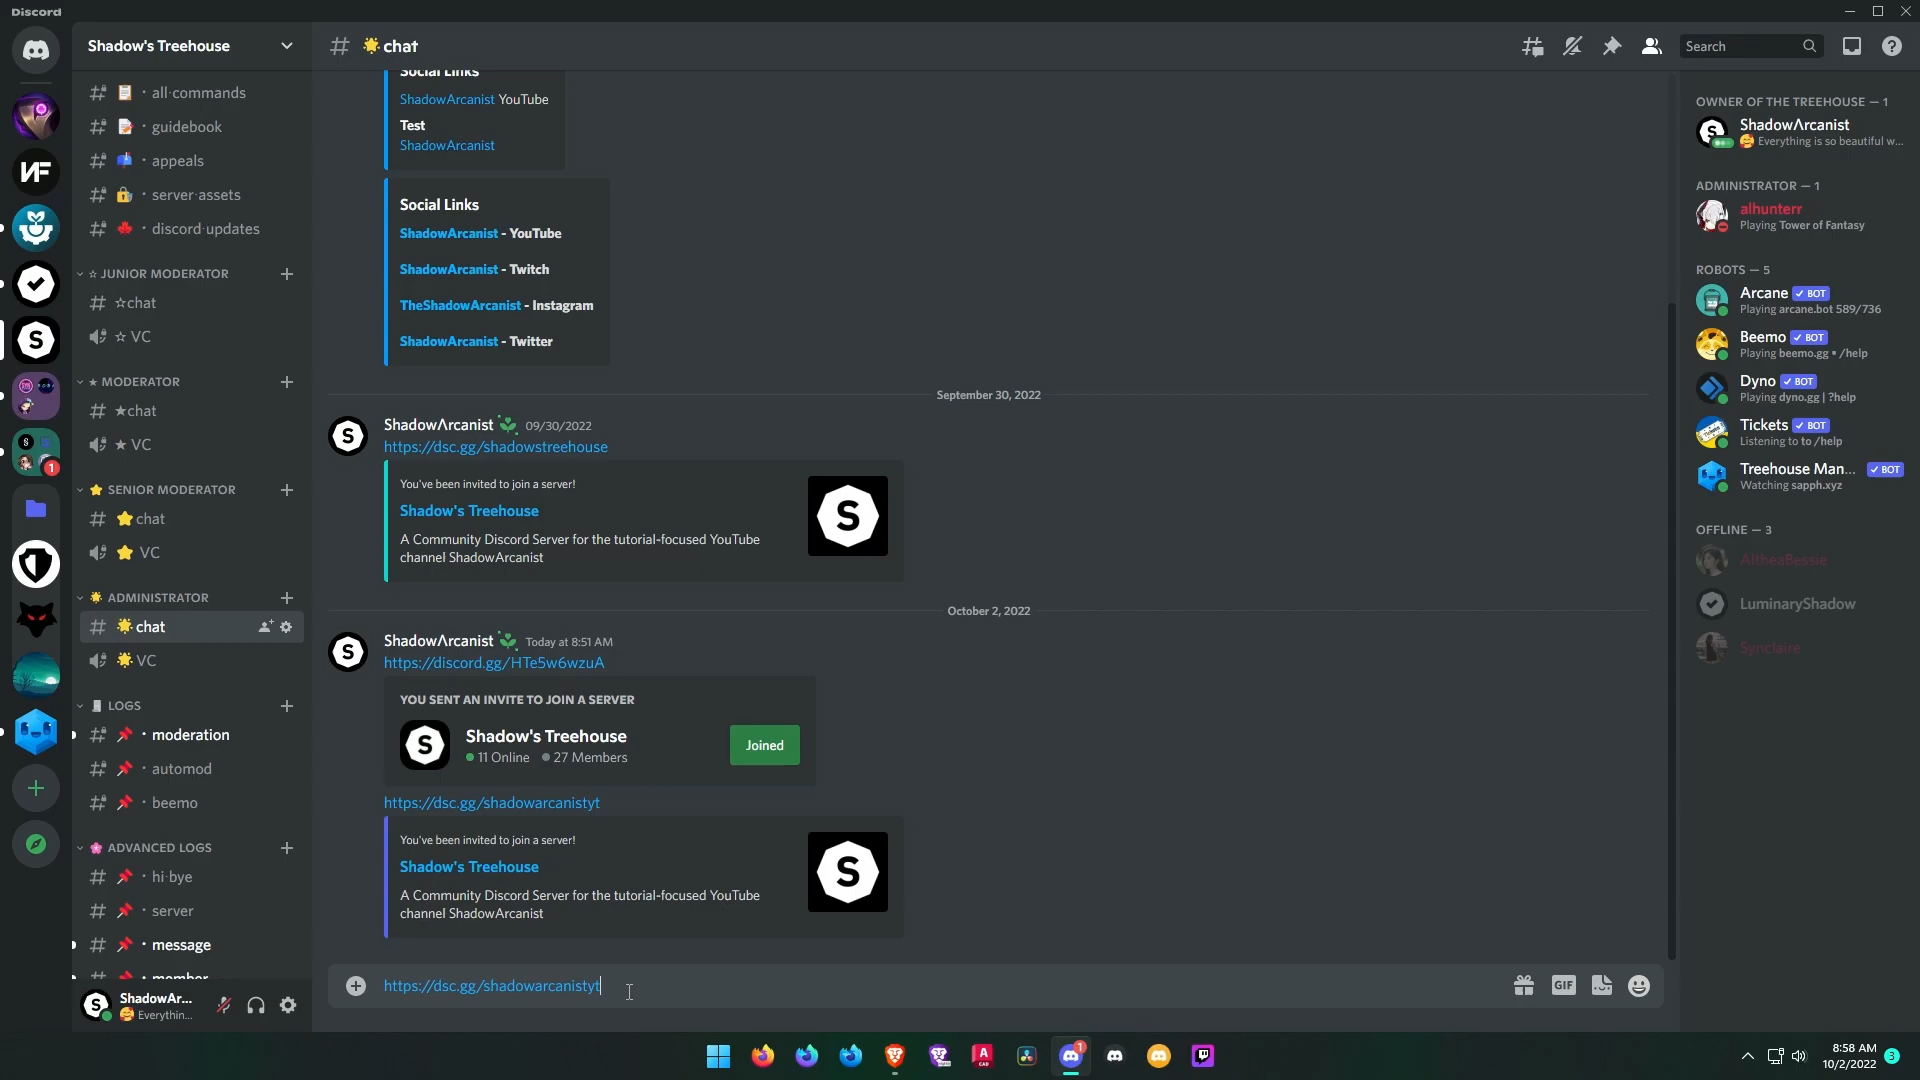 Discord
Shadow's Treehouse
all-commands
guidebook
appeals
server-assets
discord-updates
☆ JUNIOR MODERATOR
☆chat
☆ VC
★ MODERATOR
★chat
★ VC
SENIOR MODERATOR
chat
VC
ADMINISTRATOR
chat
VC
LOGS
moderation
automod
beemo
ADVANCED LOGS
hi-bye
server
message
member
ShadowAr...
Everythin...
1
chat
Search
Social Links
ShadowArcanist YouTube
Test
ShadowArcanist
Social Links
ShadowArcanist - YouTube
ShadowArcanist - Twitch
TheShadowArcanist - Instagram
ShadowArcanist - Twitter
September 30, 2022
ShadowΛrcanist 09/30/2022
https://dsc.gg/shadowstreehouse
You've been invited to join a server!
Shadow's Treehouse
A Community Discord Server for the tutorial-focused YouTube
channel ShadowArcanist
S
October 2, 2022
ShadowΛrcanist Today at 8:51 AM
https://discord.gg/HTe5w6wzuA
YOU SENT AN INVITE TO JOIN A SERVER
Shadow's Treehouse
11 Online 27 Members
Joined
https://dsc.gg/shadowarcanistyt
You've been invited to join a server!
Shadow's Treehouse
A Community Discord Server for the tutorial-focused YouTube
channel ShadowArcanist
S
https://dsc.gg/shadowarcanistyt
GIF
OWNER OF THE TREEHOUSE — 1
ShadowΛrcanist
Everything is so beautiful w...
ADMINISTRATOR — 1
alhunterr
Playing Tower of Fantasy
ROBOTS — 5
Arcane ✓ BOT
Playing arcane.bot 589/736
Beemo ✓ BOT
Playing beemo.gg • /help
Dyno ✓ BOT
Playing dyno.gg | ?help
Tickets ✓ BOT
Listening to to /help
Treehouse Man... ✓ BOT
Watching sapph.xyz
OFFLINE — 3
AltheaBessie
LuminaryShadow
Synclaire
1
8:58 AM
10/2/2022
3